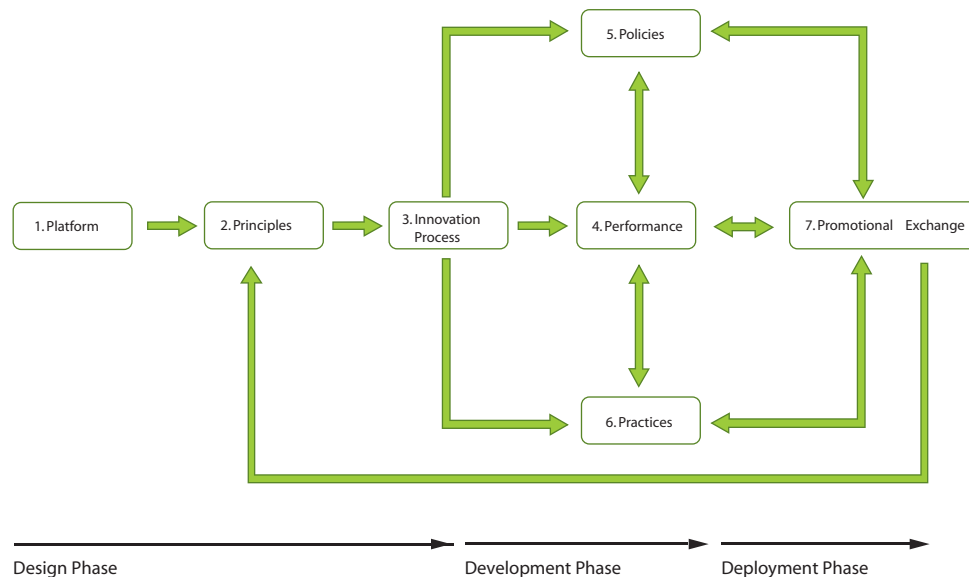 5. Policies
1. Platform
2. Principles
3. Innovation
Process
4. Performance
7. Promotional Exchange
6. Practices
Design Phase
Development Phase
Deployment Phase